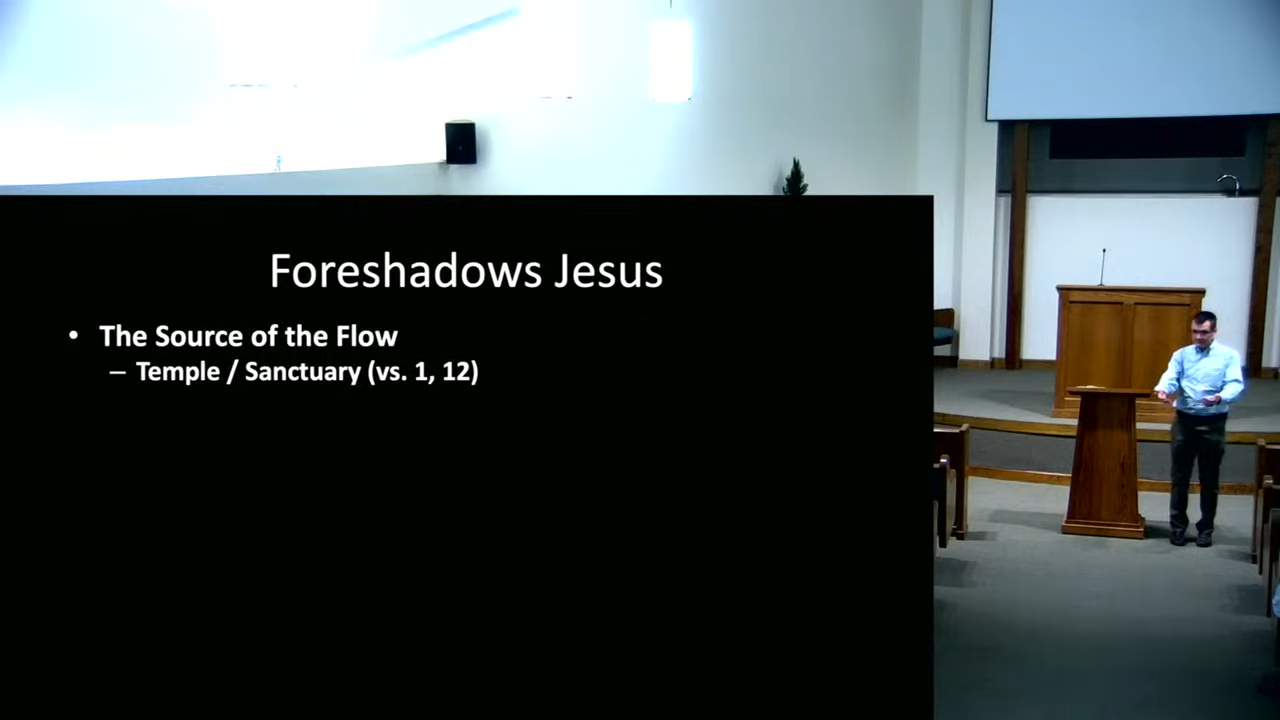 Foreshadows Jesus
• The Source of the Flow
– Temple / Sanctuary (vs. 1, 12)